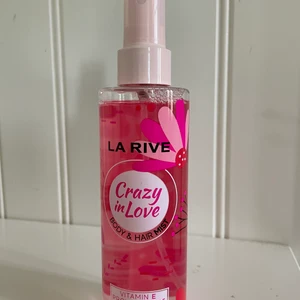 LA RIVE
Crazy
in Love
BODY & HAIR MIST
VITAMIN E